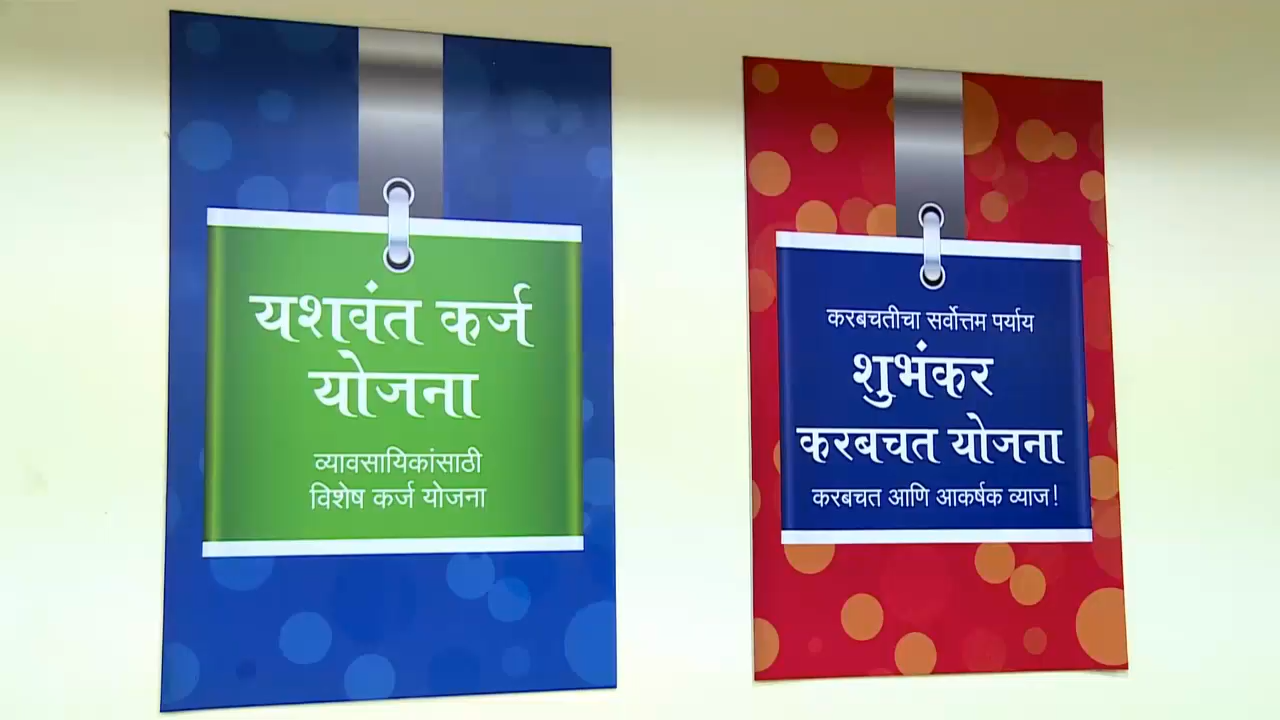 यशवंत कर्ज
योजना
व्यावसायिकांसाठी
विशेष कर्ज योजना
करबचतीचा सर्वोत्तम पर्याय
शुभंकर
करबचत योजना
करबचत आणि आकर्षक व्याज!